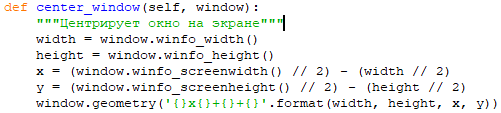 def center_window(self, window):
    """Центрирует окно на экране"""
    width = window.winfo_width()
    height = window.winfo_height()
    x = (window.winfo_screenwidth() // 2) - (width // 2)
    y = (window.winfo_screenheight() // 2) - (height // 2)
    window.geometry('{}x{}+{}+{}'.format(width, height, x, y))